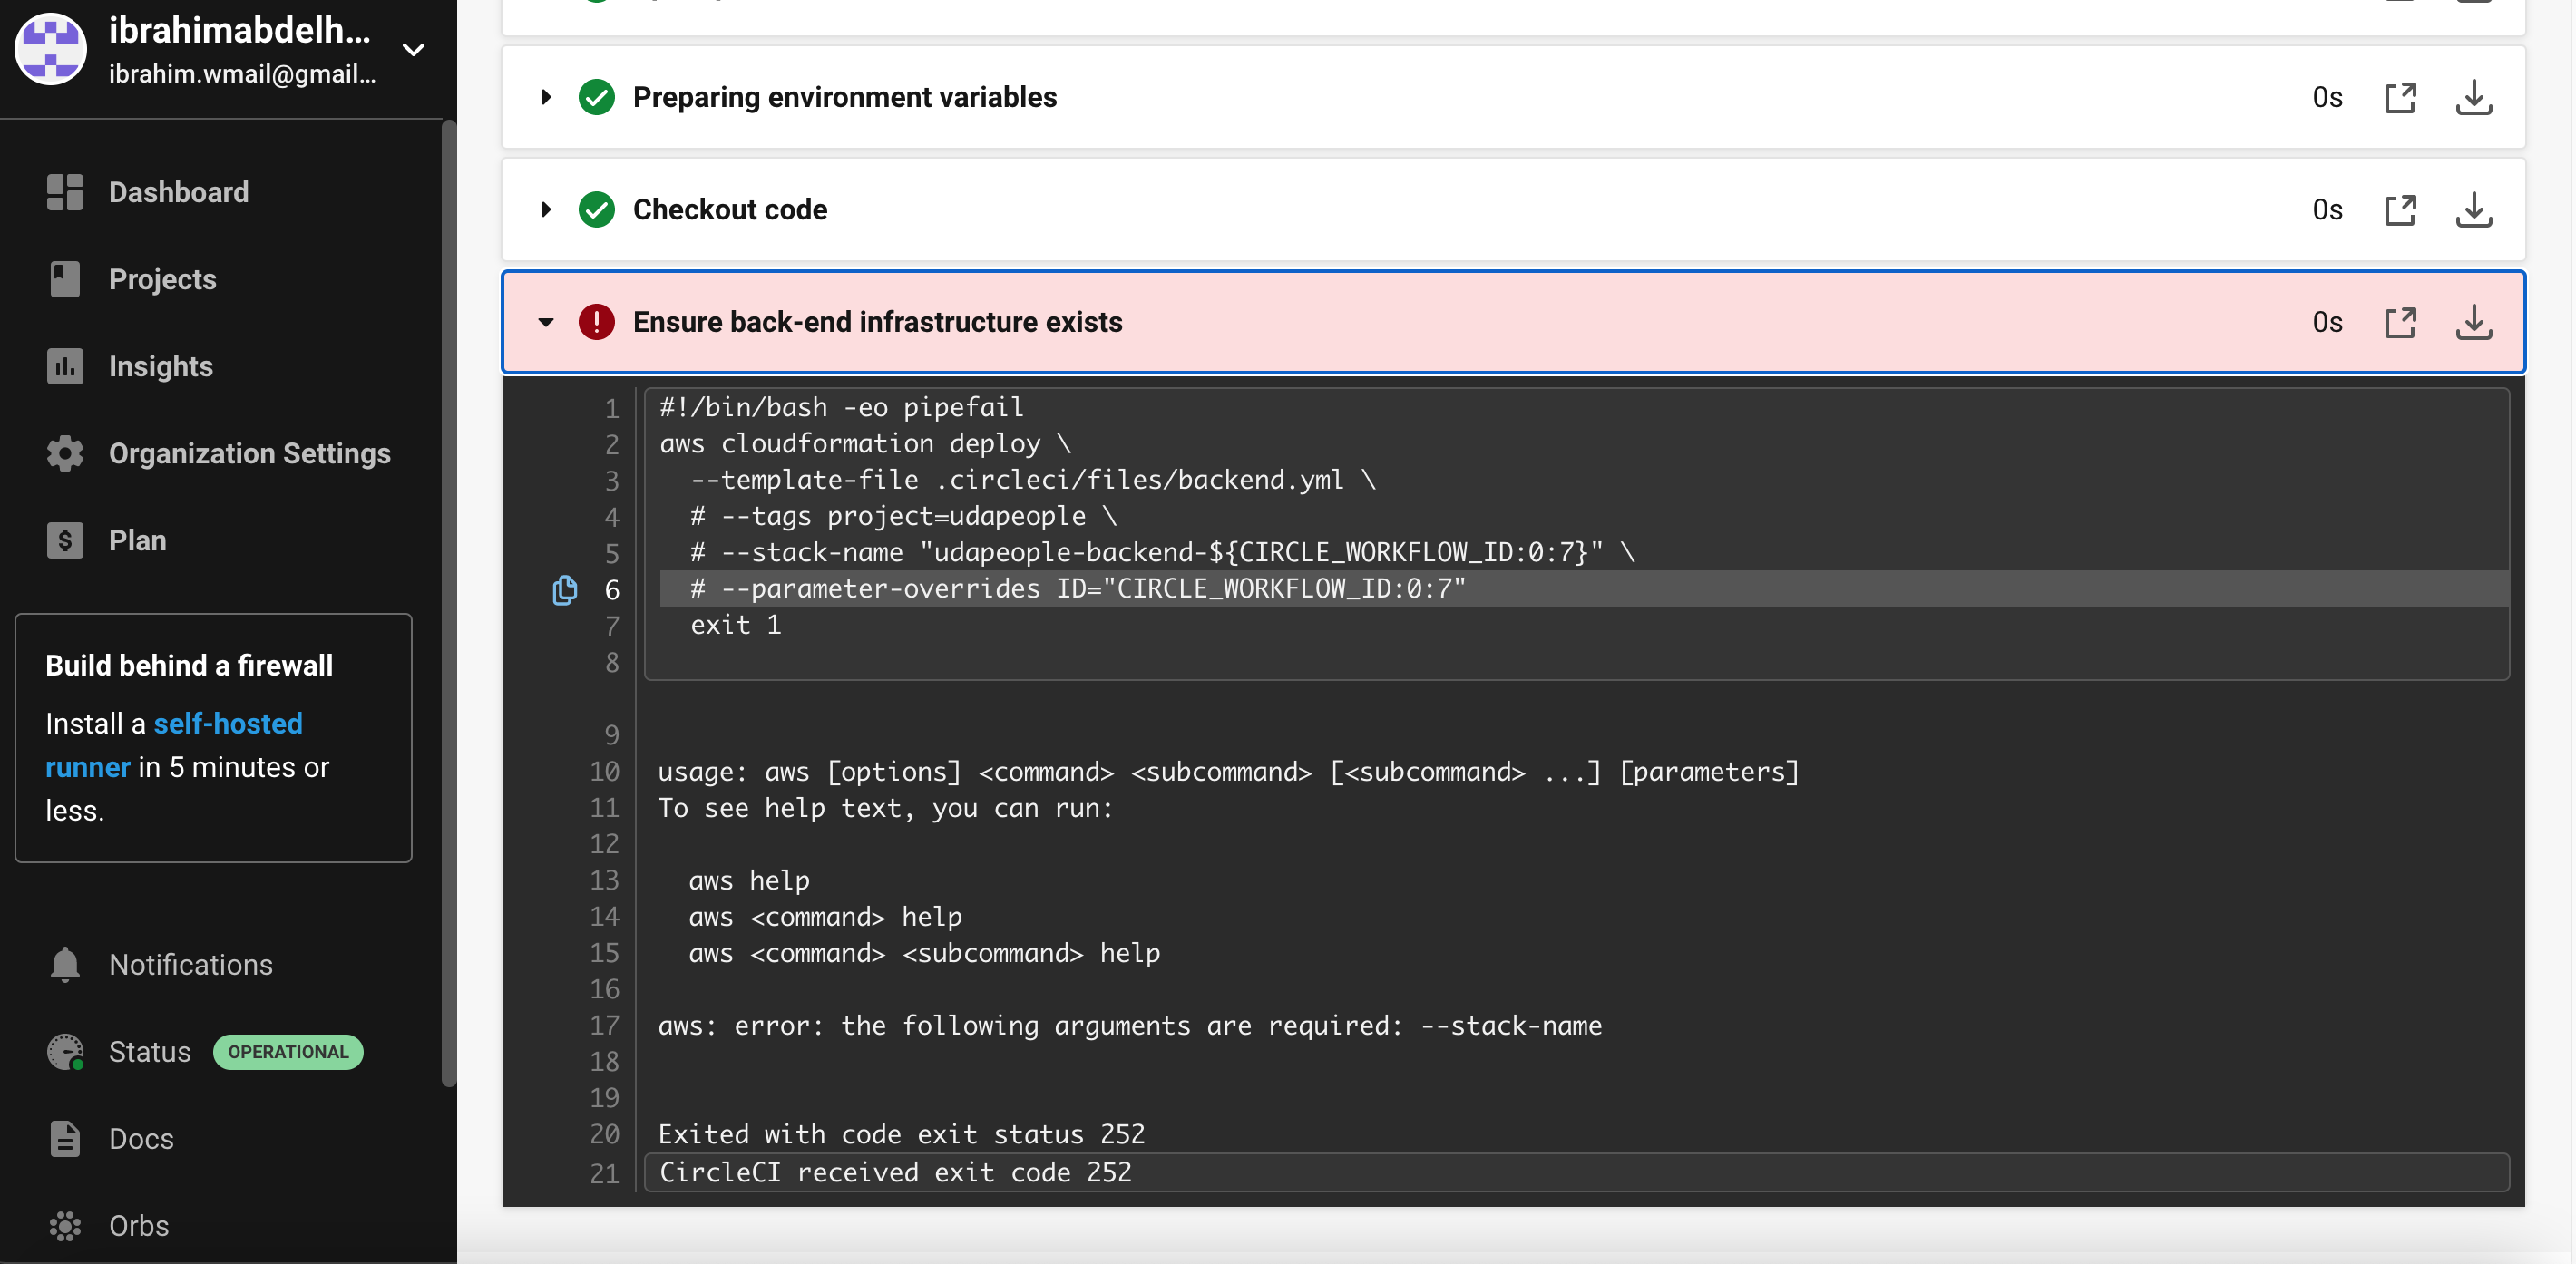 ibrahimabdelh...
ibrahim.wmail@gmail...
Dashboard
Projects
Insights
Organization Settings
Plan
Build behind a firewall
Install a self-hosted
runner in 5 minutes or
less.
Notifications
Status OPERATIONAL
Docs
Orbs
Preparing environment variables 0s
Checkout code 0s
Ensure back-end infrastructure exists 0s
1 #!/bin/bash -eo pipefail
2 aws cloudformation deploy \
3 --template-file .circleci/files/backend.yml \
4 # --tags project=udapeople \
5 # --stack-name "udapeople-backend-${CIRCLE_WORKFLOW_ID:0:7}" \
6 # --parameter-overrides ID="CIRCLE_WORKFLOW_ID:0:7"
7 exit 1
8
9
10 usage: aws [options] <command> <subcommand> [<subcommand> ...] [parameters]
11 To see help text, you can run:
12
13 aws help
14 aws <command> help
15 aws <command> <subcommand> help
16
17 aws: error: the following arguments are required: --stack-name
18
19
20 Exited with code exit status 252
21 CircleCI received exit code 252